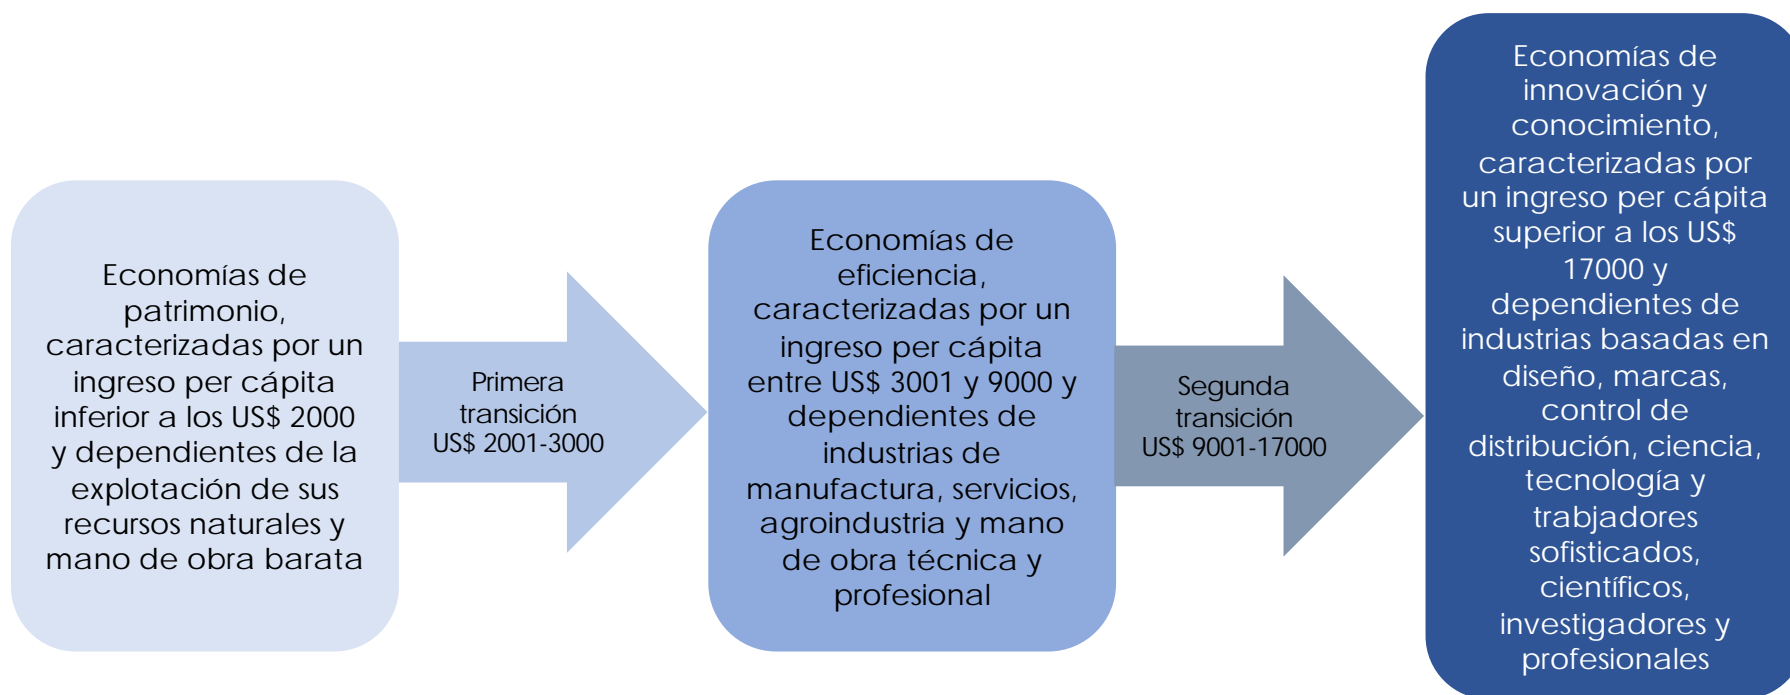 Economías de
patrimonio,
caracterizadas por un
ingreso per cápita
inferior a los US$ 2000
y dependientes de la
explotación de sus
recursos naturales y
mano de obra barata
Primera
transición
US$ 2001-3000
Economías de
eficiencia,
caracterizadas por un
ingreso per cápita
entre US$ 3001 y 9000 y
dependientes de
industrias de
manufactura, servicios,
agroindustria y mano
de obra técnica y
profesional
Segunda
transición
US$ 9001-17000
Economías de
innovación y
conocimiento,
caracterizadas por
un ingreso per cápita
superior a los US$
17000 y
dependientes de
industrias basadas en
diseño, marcas,
control de
distribución, ciencia,
tecnología y
trabjadores
sofisticados,
científicos,
investigadores y
profesionales